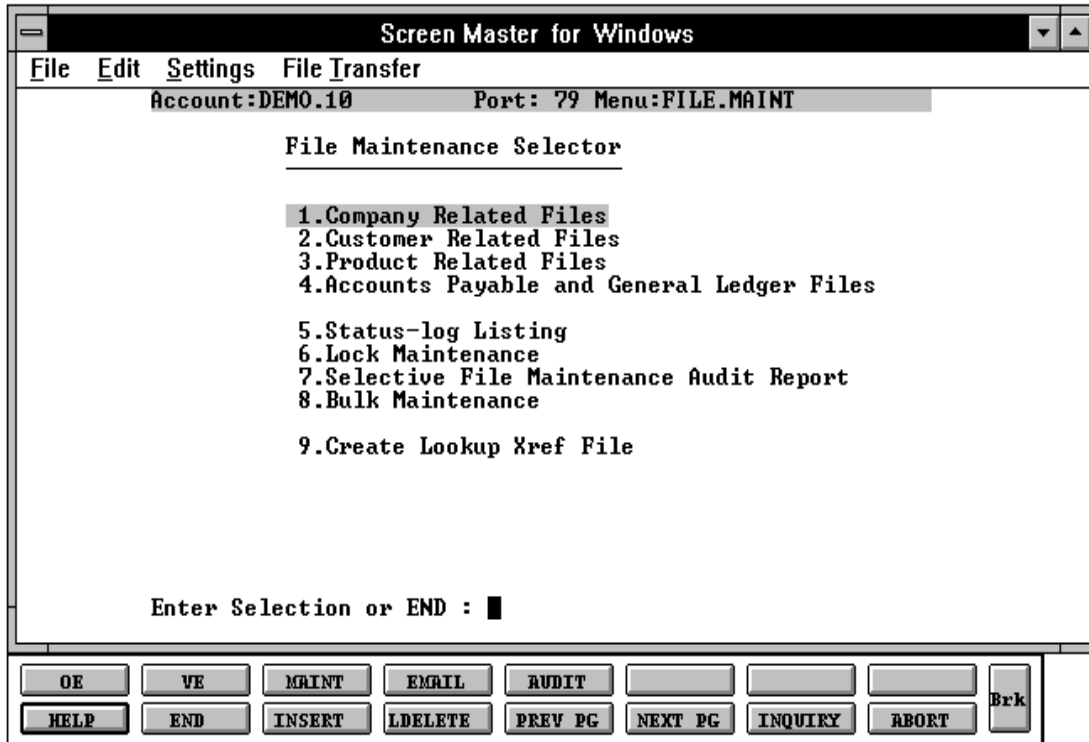 Screen Master for Windows
File Edit Settings File Transfer
Account:DEMO.10 Port: 79 Menu:FILE.MAINT
File Maintenance Selector
1.Company Related Files
2.Customer Related Files
3.Product Related Files
4.Accounts Payable and General Ledger Files
5.Status-log Listing
6.Lock Maintenance
7.Selective File Maintenance Audit Report
8.Bulk Maintenance
9.Create Lookup Xref File
Enter Selection or END :
OE VE MAINT EMAIL AUDIT
Brk
HELP END INSERT LDELETE PREV PG NEXT PG INQUIRY ABORT